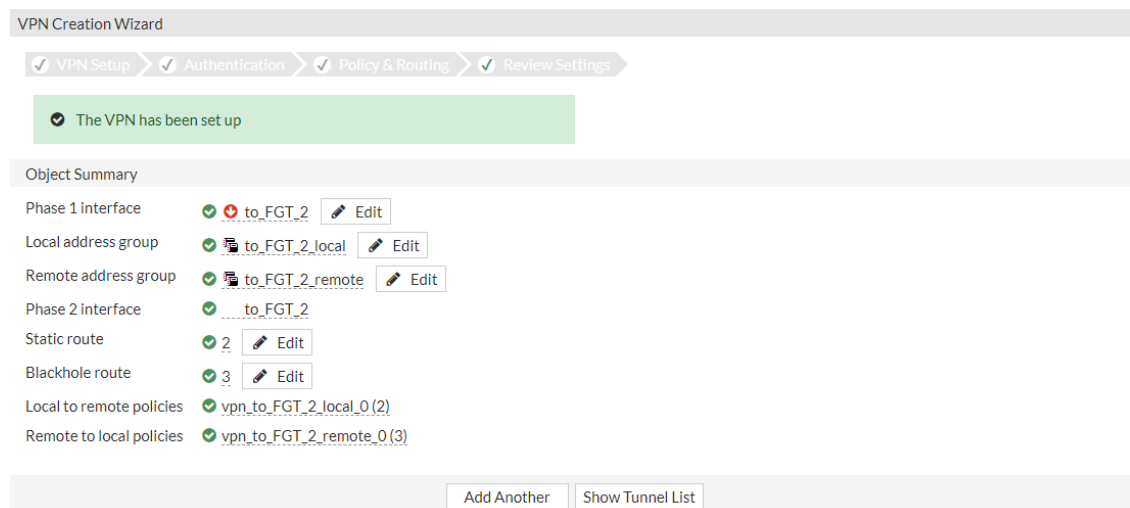 VPN Creation Wizard
VPN Setup Authentication Policy & Routing Review Settings
The VPN has been set up
Object Summary
Phase 1 interface to_FGT_2 Edit
Local address group to_FGT_2_local Edit
Remote address group to_FGT_2_remote Edit
Phase 2 interface to_FGT_2
Static route 2 Edit
Blackhole route 3 Edit
Local to remote policies vpn_to_FGT_2_local_0 (2)
Remote to local policies vpn_to_FGT_2_remote_0 (3)
Add Another Show Tunnel List